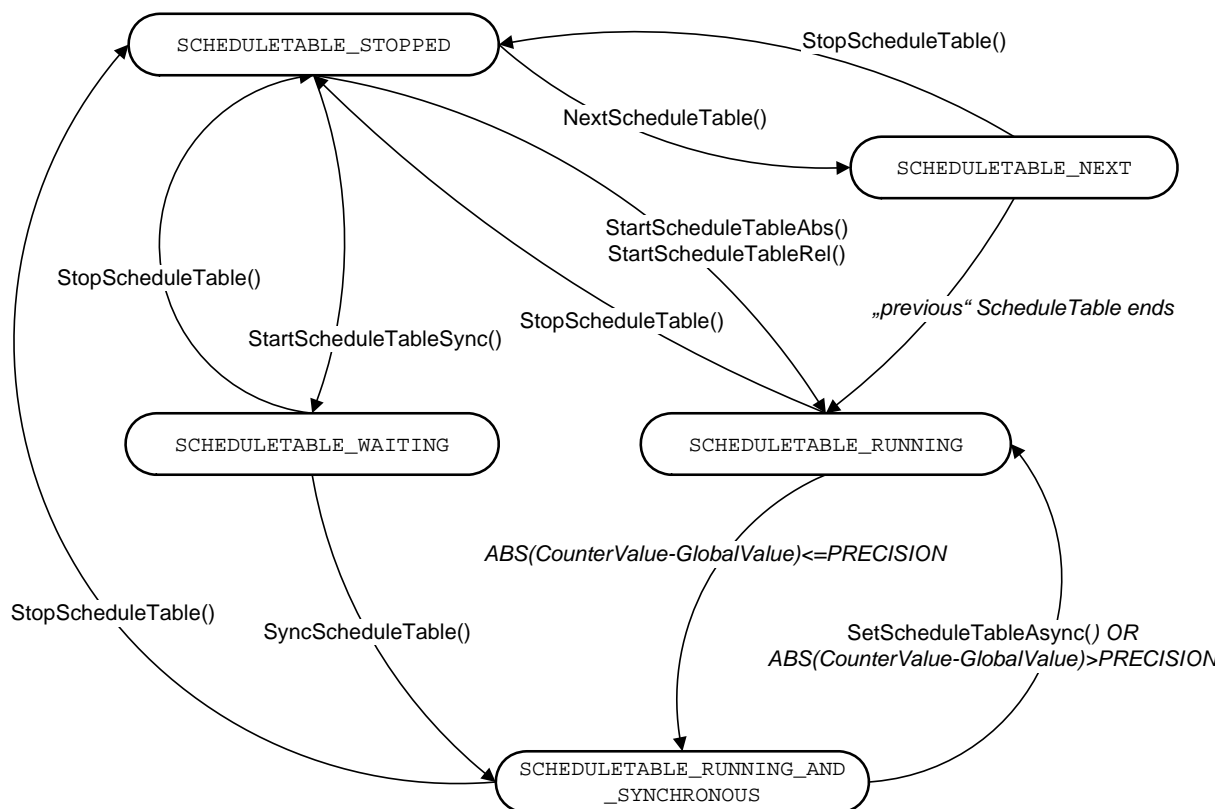 SCHEDULETABLE_STOPPED
StopScheduleTable()
NextScheduleTable()
SCHEDULETABLE_NEXT
StartScheduleTableAbs()
StartScheduleTableRel()
StopScheduleTable()
„previous“ ScheduleTable ends
StopScheduleTable()
StartScheduleTableSync()
SCHEDULETABLE_WAITING
SCHEDULETABLE_RUNNING
ABS(CounterValue-GlobalValue)<=PRECISION
StopScheduleTable()
SyncScheduleTable()
SetScheduleTableAsync() OR
ABS(CounterValue-GlobalValue)>PRECISION
SCHEDULETABLE_RUNNING_AND
_SYNCHRONOUS